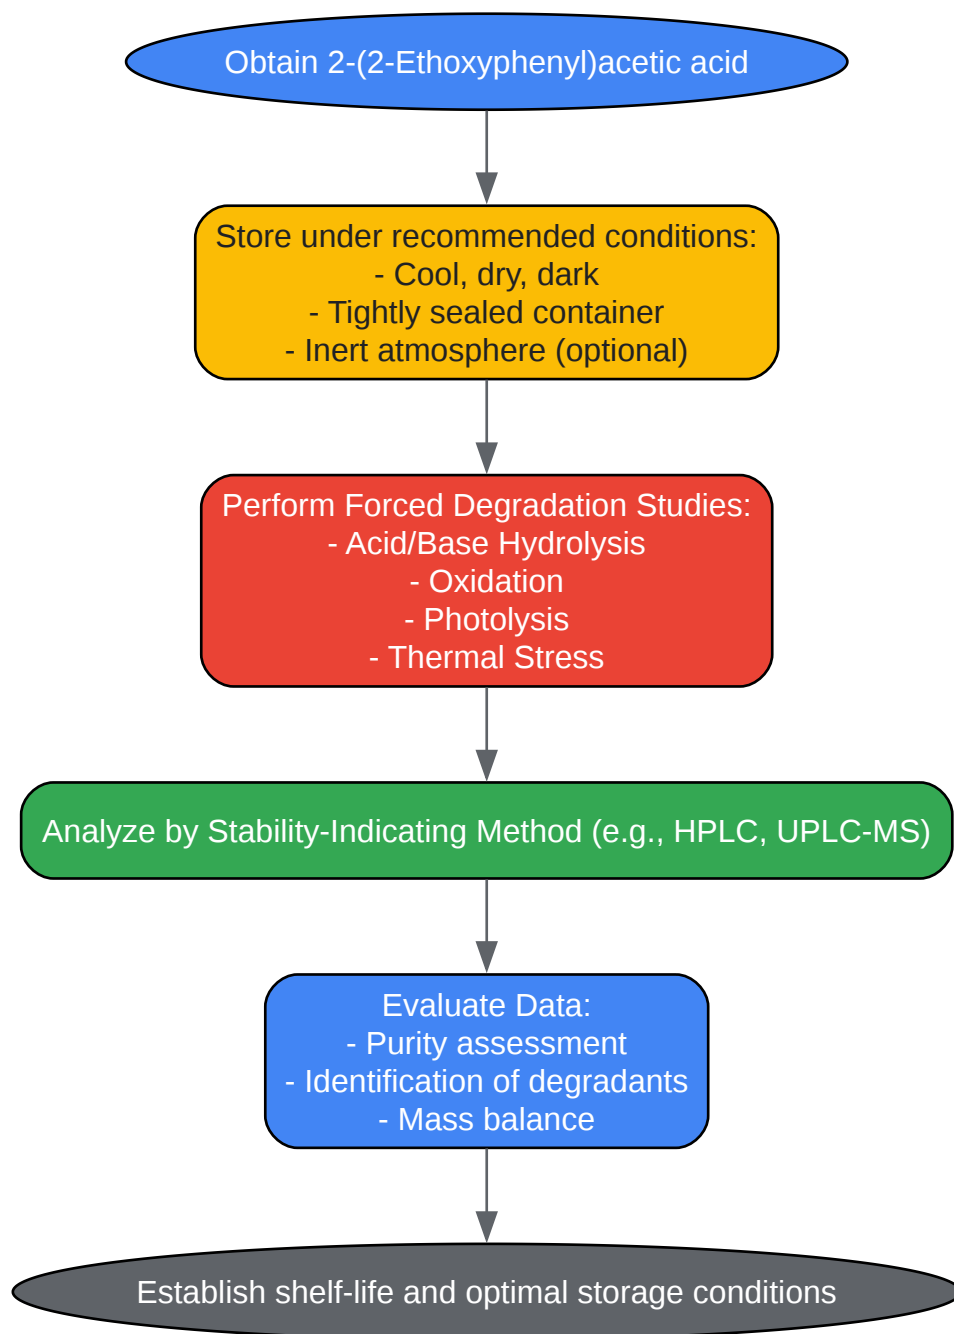 Obtain 2-(2-Ethoxyphenyl)acetic acid
Store under recommended conditions:
- Cool, dry, dark
- Tightly sealed container
- Inert atmosphere (optional)
Perform Forced Degradation Studies:
- Acid/Base Hydrolysis
- Oxidation
- Photolysis
- Thermal Stress
Analyze by Stability-Indicating Method (e.g., HPLC, UPLC-MS)
Evaluate Data:
- Purity assessment
- Identification of degradants
- Mass balance
Establish shelf-life and optimal storage conditions